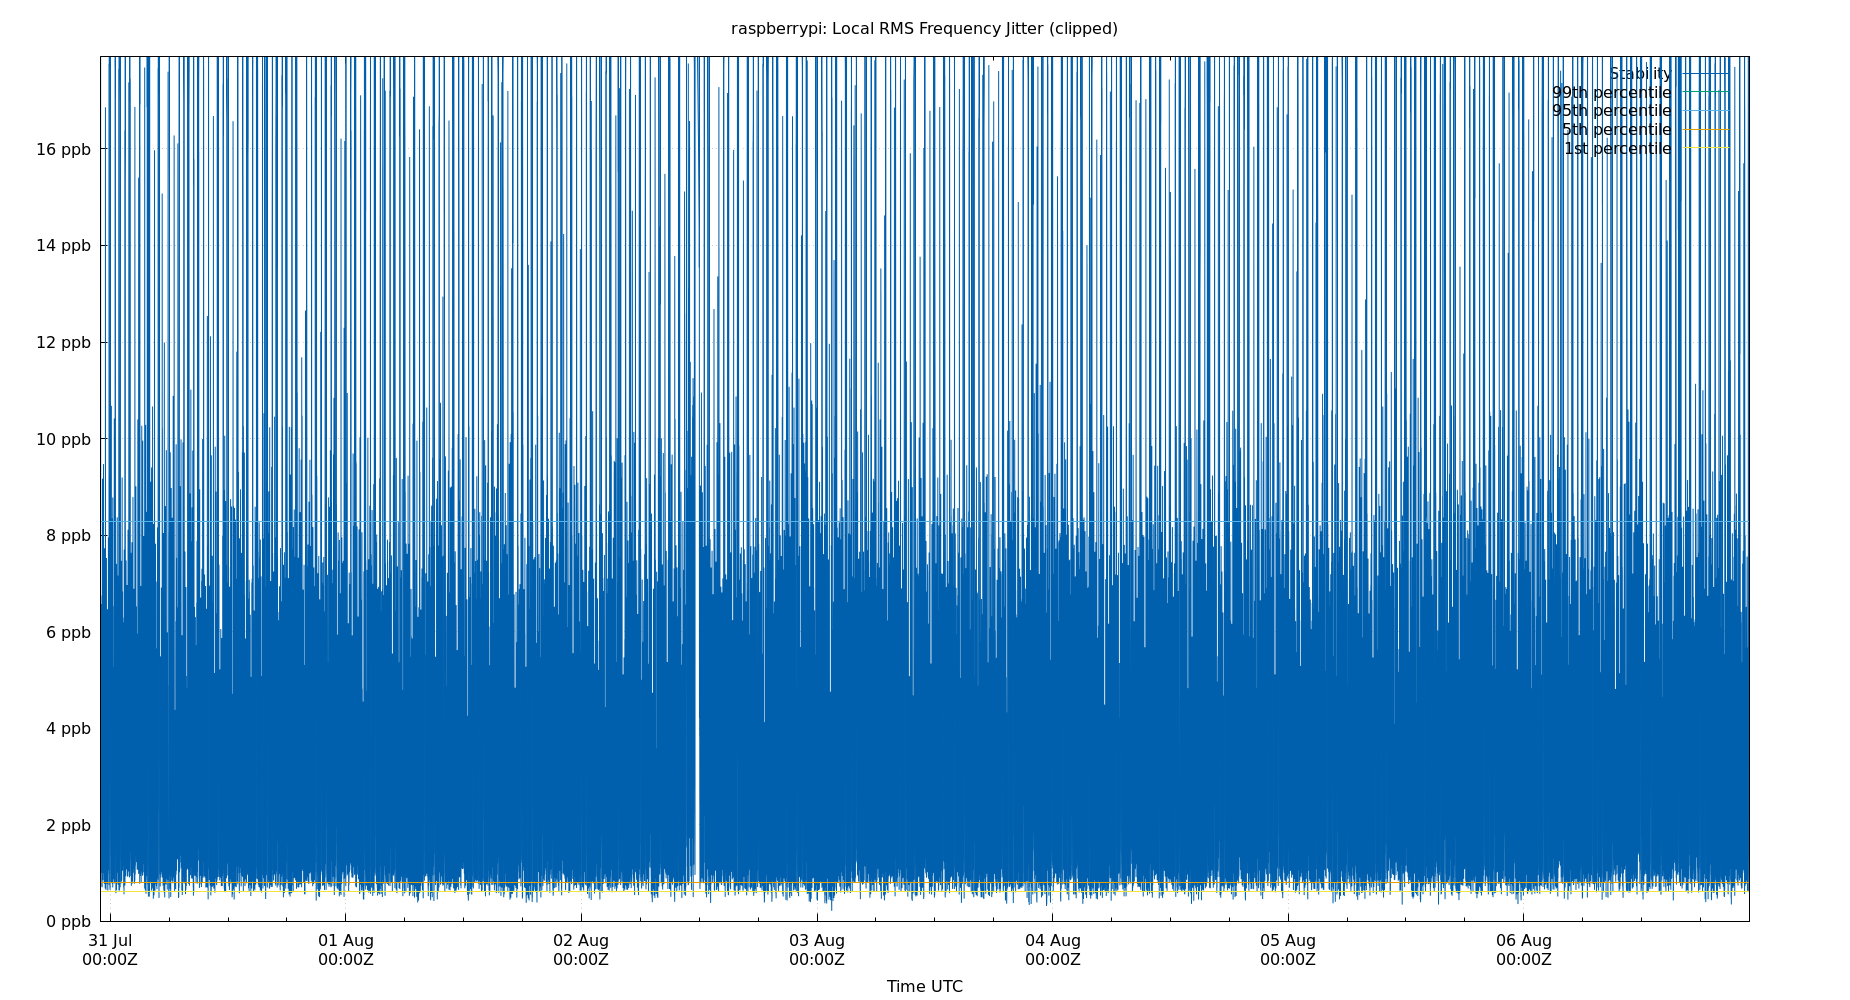 raspberrypi: Local RMS Frequency Jitter (clipped)
Stability
99th percentile
95th percentile
5th percentile
1st percentile
16 ppb
14 ppb
12 ppb
10 ppb
8 ppb
6 ppb
4 ppb
2 ppb
0 ppb
31 Jul 01 Aug 02 Aug 03 Aug 04 Aug 05 Aug 06 Aug
00:00Z 00:00Z 00:00Z 00:00Z 00:00Z 00:00Z 00:00Z
Time UTC